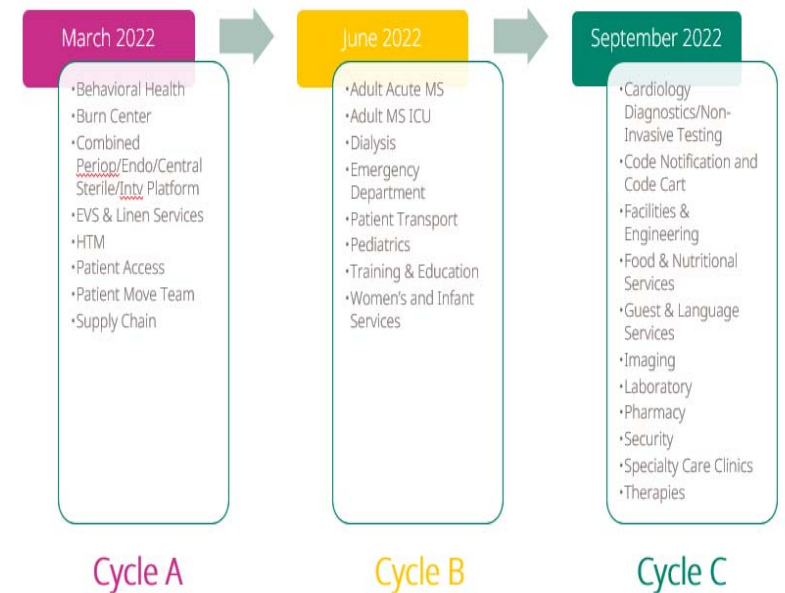 March 2022
•Behavioral Health
•Burn Center
•Combined
Periop/Endo/Central
Sterile/Intv Platform
•EVS & Linen Services
•HTM
•Patient Access
•Patient Move Team
•Supply Chain
Cycle A
June 2022
•Adult Acute MS
•Adult MS ICU
•Dialysis
•Emergency
Department
•Patient Transport
•Pediatrics
•Training & Education
•Women's and Infant
Services
Cycle B
September 2022
•Cardiology
Diagnostics/Non-
Invasive Testing
•Code Notification and
Code Cart
•Facilities &
Engineering
•Food & Nutritional
Services
•Guest & Language
Services
•Imaging
•Laboratory
•Pharmacy
•Security
•Specialty Care Clinics
•Therapies
Cycle C